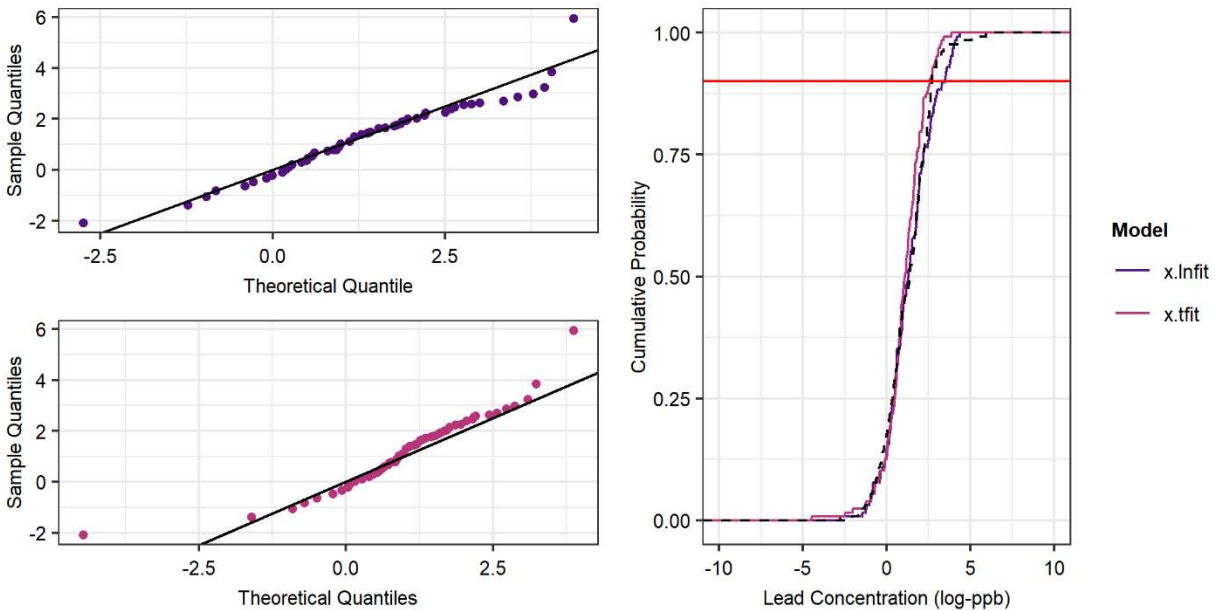 Sample Quantiles
6
4
2
0
-2
-2.5
0.0
2.5
Theoretical Quantile
Sample Quantiles
6
4
2
0
-2
-2.5
0.0
2.5
Theoretical Quantiles
Cumulative Probability
1.00
0.75
0.50
0.25
0.00
-10
-5
0
5
10
Lead Concentration (log-ppb)
Model
x.lnfit
x.tfit